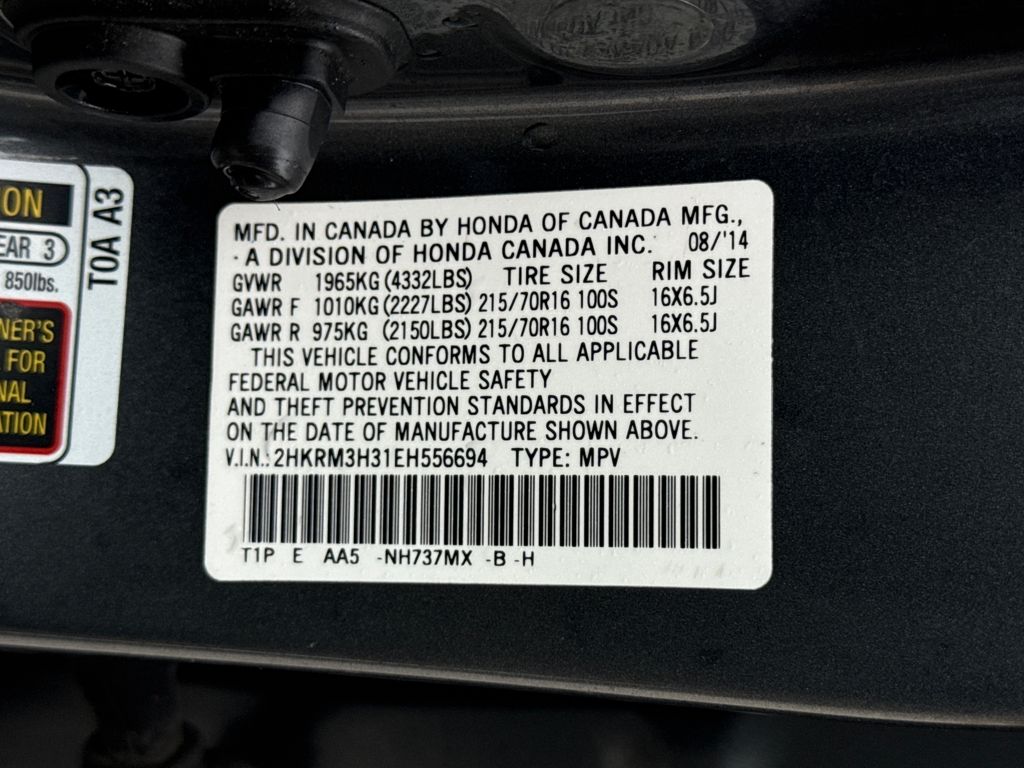 ON
EAR 3
850lbs.
NER'S
FOR
NAL
ATION
T0A A3
MFD. IN CANADA BY HONDA OF CANADA MFG.,
A DIVISION OF HONDA CANADA INC. 08/'14
GVWR 1965KG (4332LBS) TIRE SIZE RIM SIZE
GAWR F 1010KG (2227LBS) 215/70R16 100S 16X6.5J
GAWR R 975KG (2150LBS) 215/70R16 100S 16X6.5J
THIS VEHICLE CONFORMS TO ALL APPLICABLE
FEDERAL MOTOR VEHICLE SAFETY
AND THEFT PREVENTION STANDARDS IN EFFECT
ON THE DATE OF MANUFACTURE SHOWN ABOVE.
V.I.N.: 2HKRM3H31EH556694 TYPE: MPV
T1P E AA5 -NH737MX -B -H